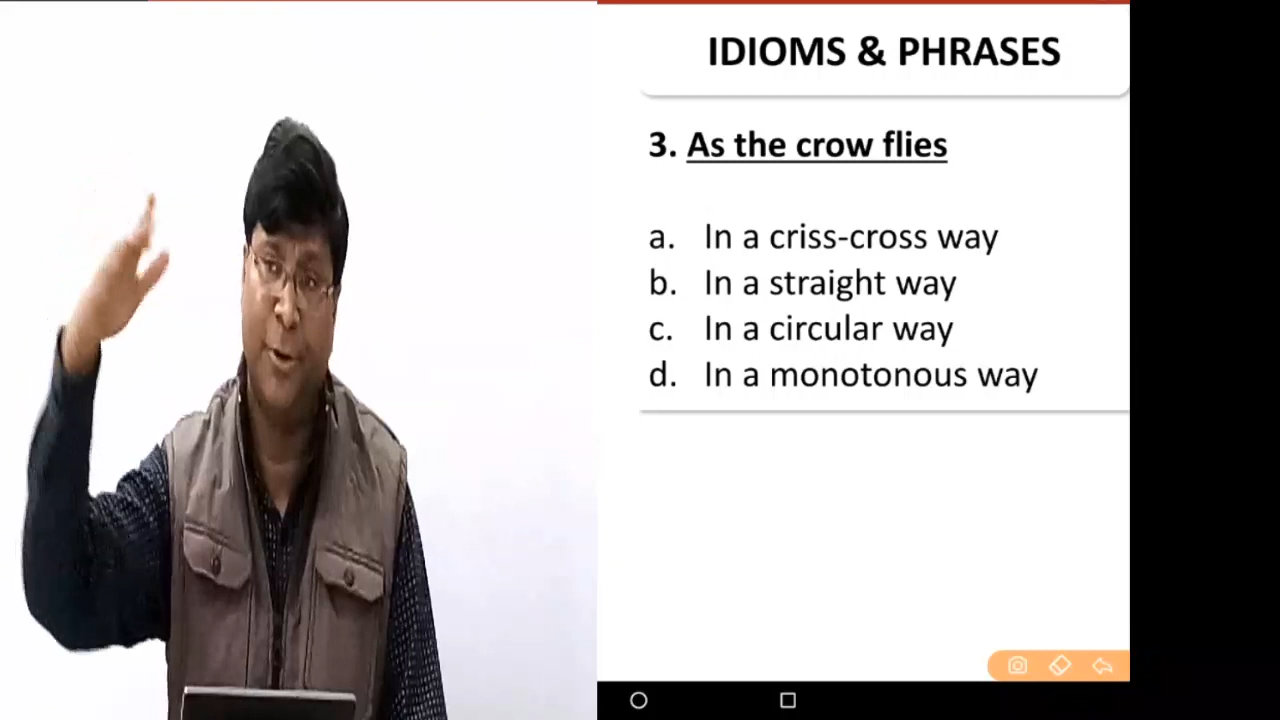 IDIOMS & PHRASES
3. As the crow flies
a. In a criss-cross way
b. In a straight way
c. In a circular way
d. In a monotonous way